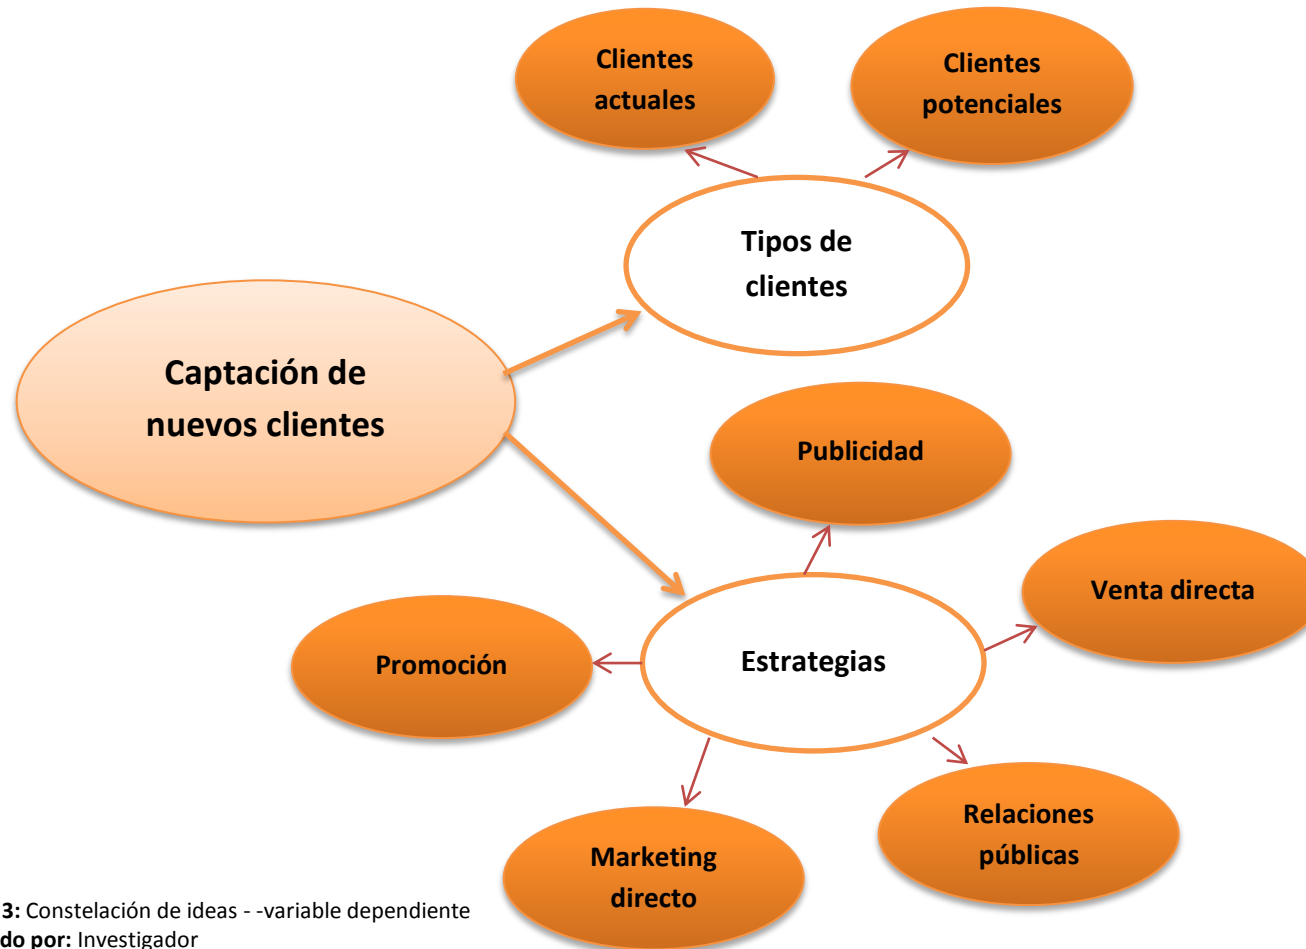 Clientes
actuales
Clientes
potenciales
Tipos de
clientes
Captación de
nuevos clientes
Publicidad
Venta directa
Estrategias
Promoción
Relaciones
públicas
Marketing
directo
3: Constelación de ideas - -variable dependiente
do por: Investigador